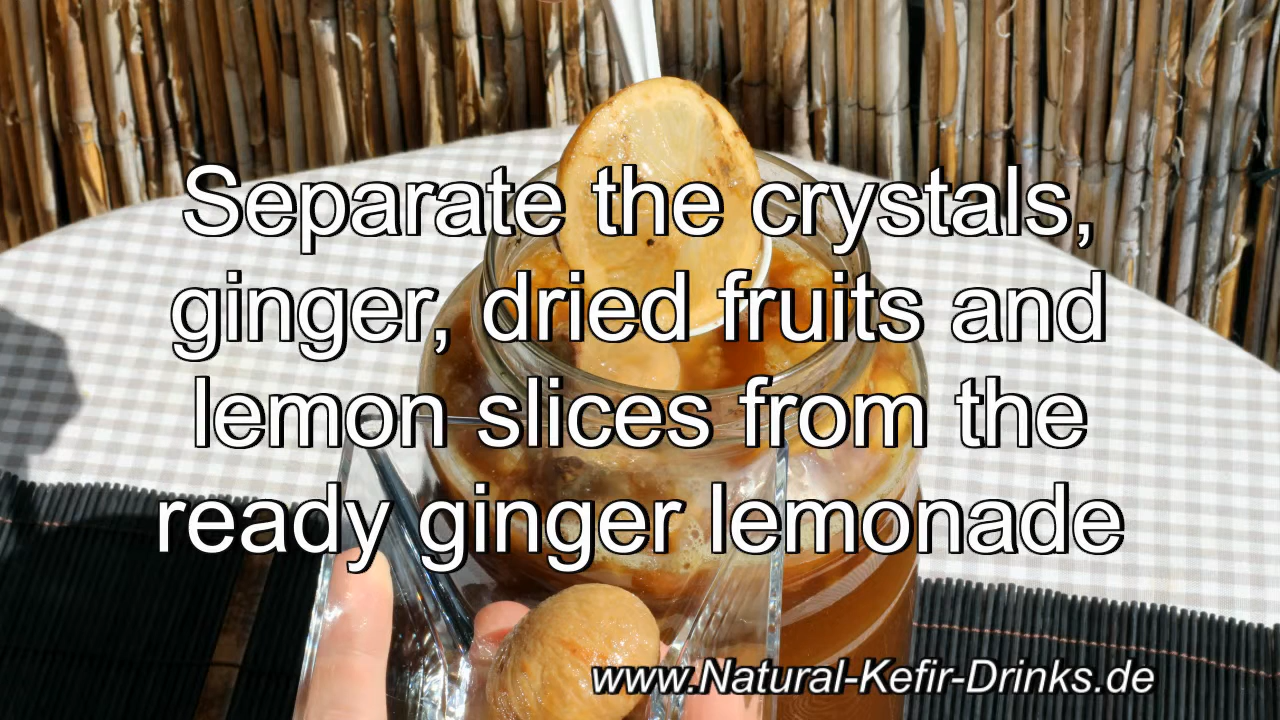 Separate the crystals,
ginger, dried fruits and
lemon slices from the
ready ginger lemonade
www.Natural-Kefir-Drinks.de